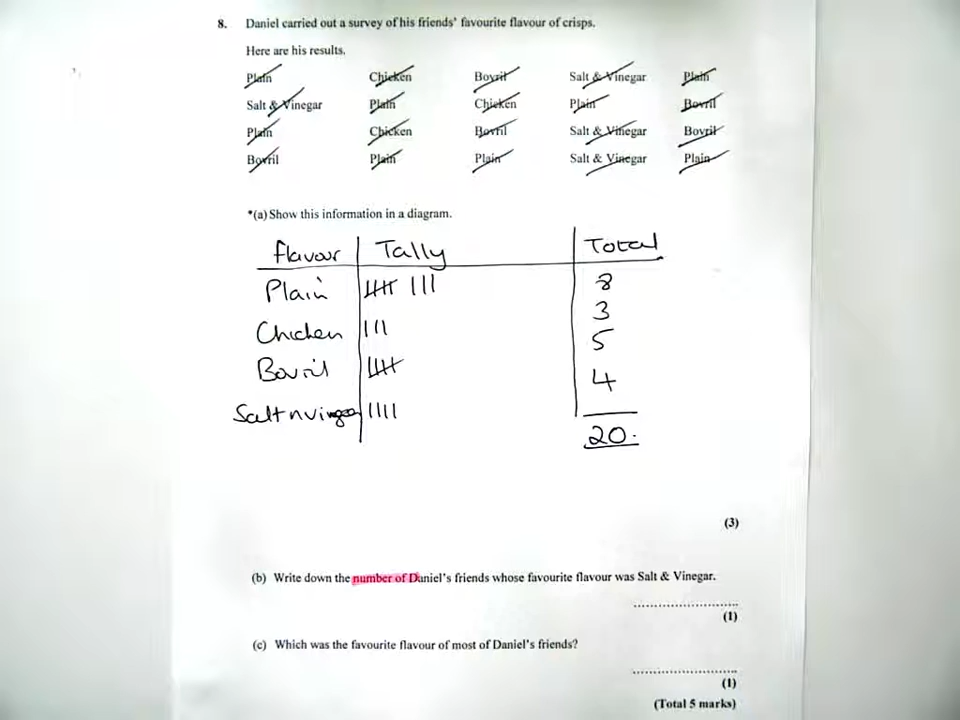 8. Daniel carried out a survey of his friends' favourite flavour of crisps.
Here are his results.
Plain Chicken Bovril Salt & Vinegar Plain
Salt & Vinegar Plain Chicken Plain Bovril
Plain Chicken Bovril Salt & Vinegar Bovril
Bovril Plain Plain Salt & Vinegar Plain
*(a) Show this information in a diagram.
flavour Tally Total
Plain 8
Chicken 3
Bovril 5
Salt n 4
20.
(3)
(b) Write down the number of Daniel's friends whose favourite flavour was Salt & Vinegar.
(1)
(c) Which was the favourite flavour of most of Daniel's friends?
(1)
(Total 5 marks)